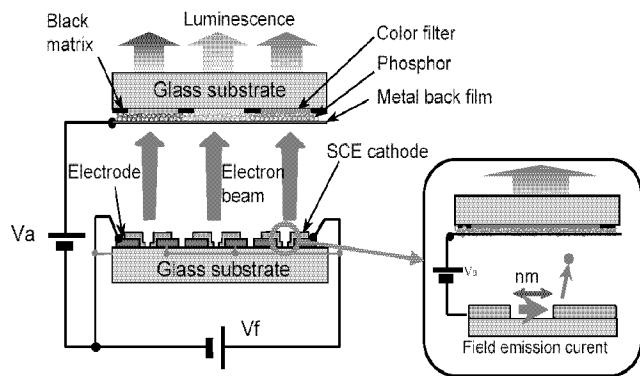 Black
matrix
Luminescence
Color filter
Phosphor
Metal back film
Glass substrate
Electrode
Electron
beam
SCE cathode
Va
Glass substrate
Vf
Va
nm
Field emission curent